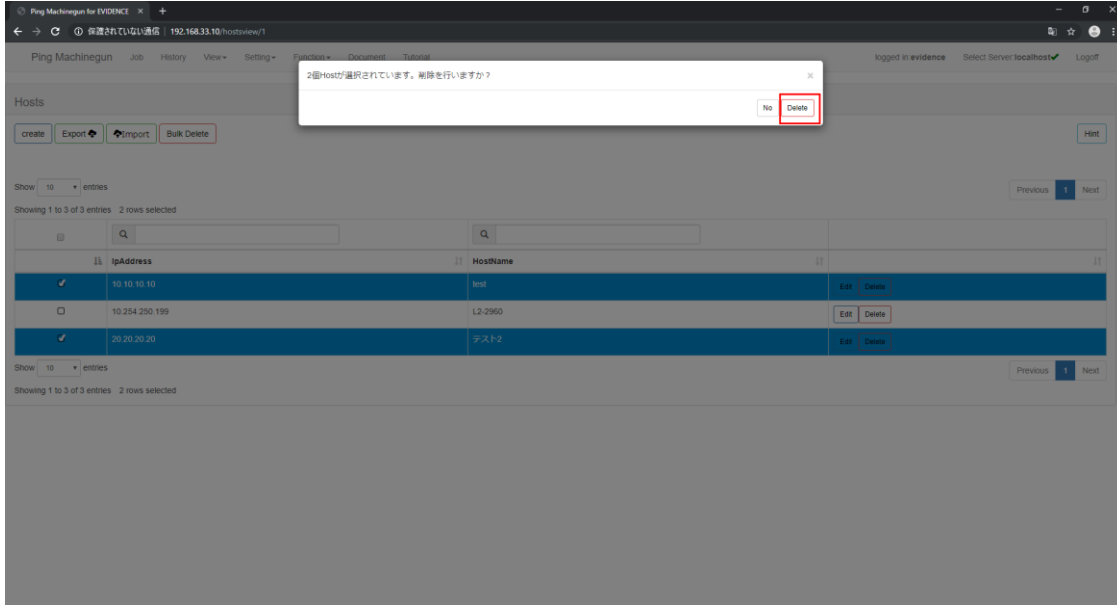 Ping Machinegun for EVIDENCE × +
保護されていない通信 | 192.168.33.10/hostsview/1
Ping Machinegun Job History View Setting Function Document Tutorial logged in:evidence Select Server:localhost Logoff
2個Hostが選択されています。削除を行いますか？ ×
Hosts
No Delete
create Export Import Bulk Delete Hint
Show 10 entries
Previous 1 Next
Showing 1 to 3 of 3 entries 2 rows selected
IpAddress HostName
10.10.10.10 test Edit Delete
10.254.250.199 L2-2960 Edit Delete
20.20.20.20 テスト2 Edit Delete
Show 10 entries
Previous 1 Next
Showing 1 to 3 of 3 entries 2 rows selected